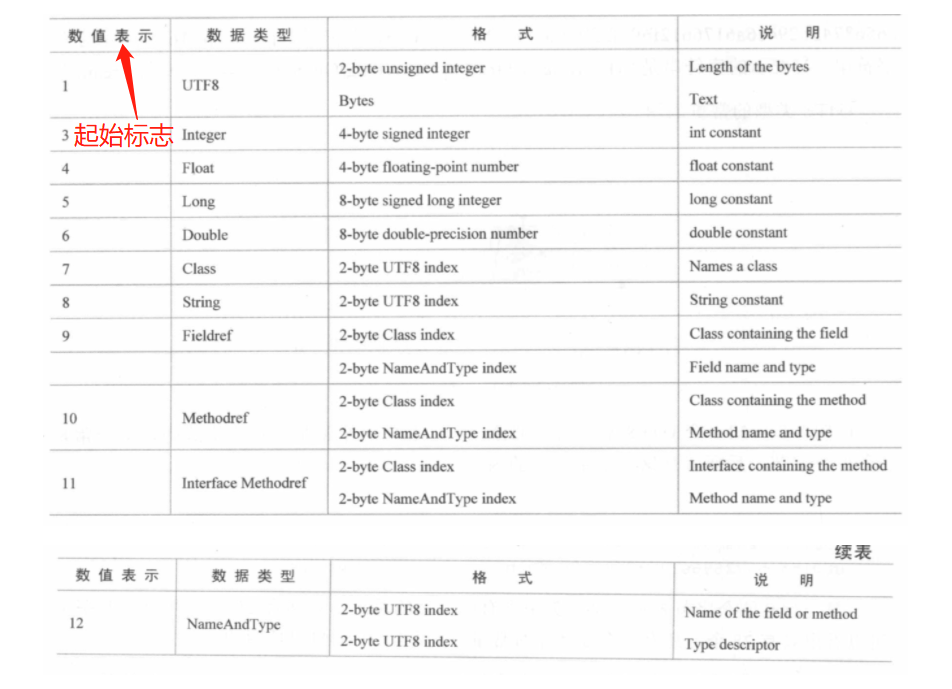 数值表示 数据类型 格 式 说 明
1 UTF8 2-byte unsigned integer Length of the bytes
Bytes Text
起始标志
3 Integer 4-byte signed integer int constant
4 Float 4-byte floating-point number float constant
5 Long 8-byte signed long integer long constant
6 Double 8-byte double-precision number double constant
7 Class 2-byte UTF8 index Names a class
8 String 2-byte UTF8 index String constant
9 Fieldref 2-byte Class index Class containing the field
2-byte NameAndType index Field name and type
10 Methodref 2-byte Class index Class containing the method
2-byte NameAndType index Method name and type
11 Interface Methodref 2-byte Class index Interface containing the method
2-byte NameAndType index Method name and type
续表
数值表示 数据类型 格 式 说 明
12 NameAndType 2-byte UTF8 index Name of the field or method
2-byte UTF8 index Type descriptor